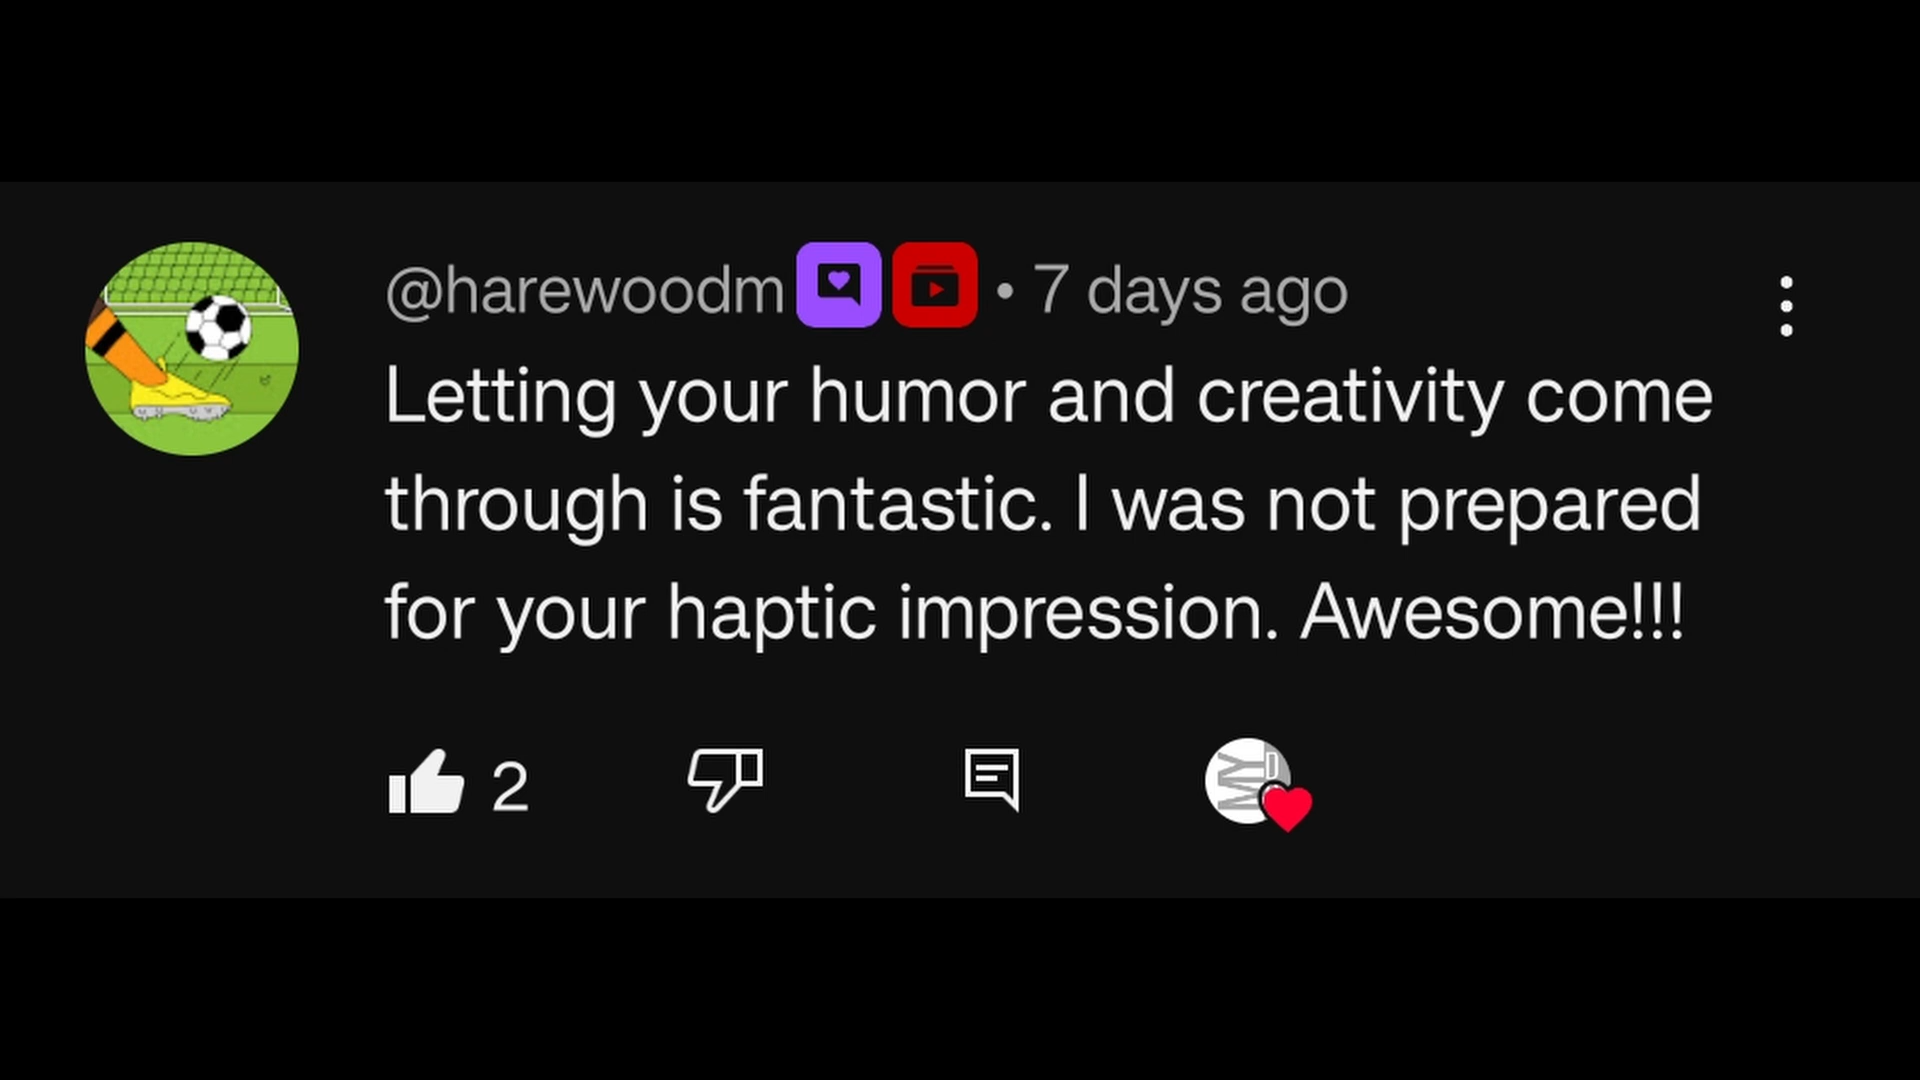 @harewoodm • 7 days ago
Letting your humor and creativity come
through is fantastic. I was not prepared
for your haptic impression. Awesome!!!
2